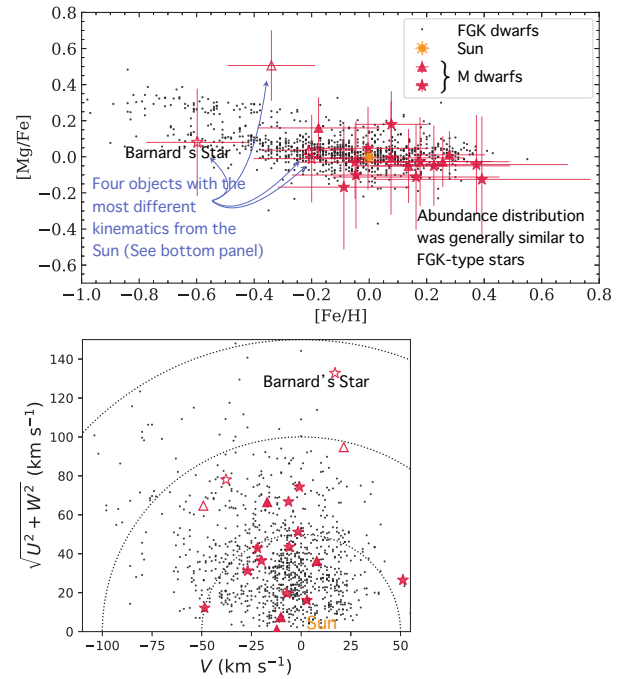 FGK dwarfs
Sun
M dwarfs
0.8
0.6
0.4
0.2
0.0
−0.2
−0.4
−0.6
[Mg/Fe]
Barnard's Star
Four objects with the
most different
kinematics from the
Sun (See bottom panel)
Abundance distribution
was generally similar to
FGK-type stars
−1.0 −0.8 −0.6 −0.4 −0.2 0.0 0.2 0.4 0.6 0.8
[Fe/H]
140
120
100
80
60
40
20
0
√U² + W² (km s⁻¹)
Barnard's Star
Sun
−100 −75 −50 −25 0 25 50
V (km s⁻¹)